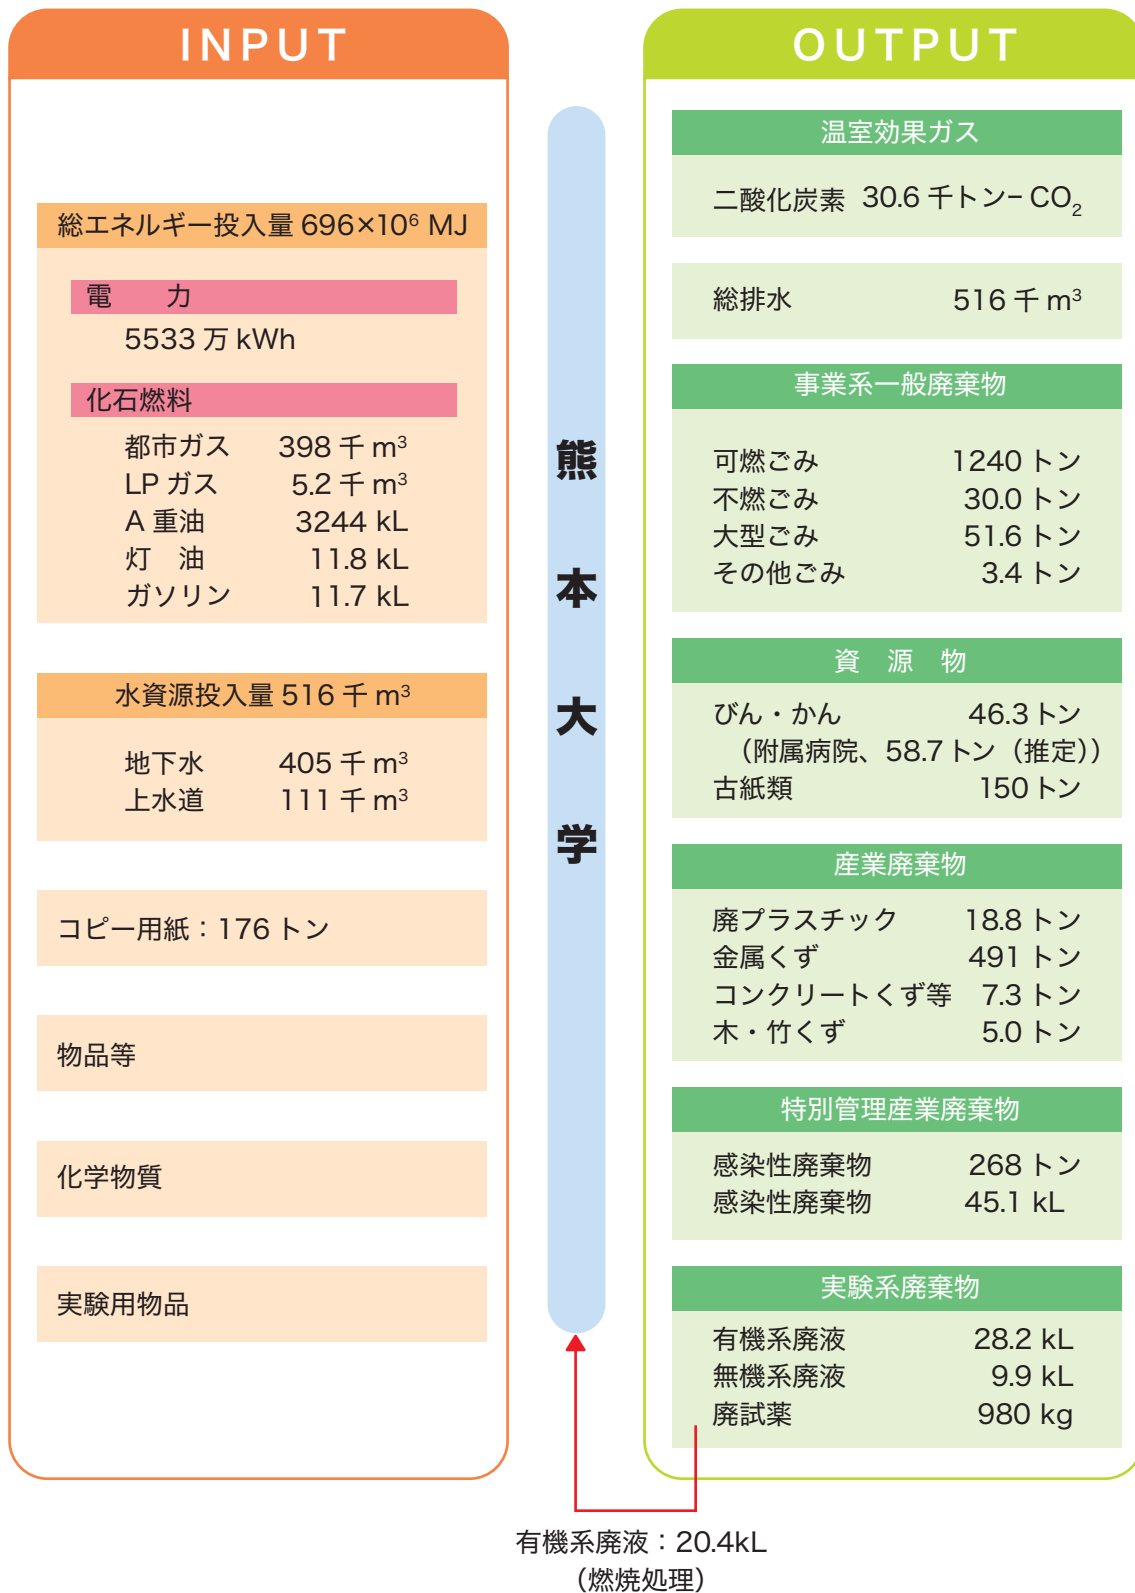 INPUT
総エネルギー投入量 696×10⁶ MJ
電　　力
5533 万 kWh
化石燃料
都市ガス 398 千 m³
LP ガス 5.2 千 m³
A 重油 3244 kL
灯　油 11.8 kL
ガソリン 11.7 kL
水資源投入量 516 千 m³
地下水 405 千 m³
上水道 111 千 m³
コピー用紙：176 トン
物品等
化学物質
実験用物品
熊本大学
OUTPUT
温室効果ガス
二酸化炭素 30.6 千トン− CO₂
総排水 516 千 m³
事業系一般廃棄物
可燃ごみ 1240 トン
不燃ごみ 30.0 トン
大型ごみ 51.6 トン
その他ごみ 3.4 トン
資　源　物
びん・かん 46.3トン
（附属病院、58.7トン（推定））
古紙類 150トン
産業廃棄物
廃プラスチック 18.8 トン
金属くず 491 トン
コンクリートくず等 7.3 トン
木・竹くず 5.0 トン
特別管理産業廃棄物
感染性廃棄物 268 トン
感染性廃棄物 45.1 kL
実験系廃棄物
有機系廃液 28.2 kL
無機系廃液 9.9 kL
廃試薬 980 kg
有機系廃液：20.4kL
（燃焼処理）